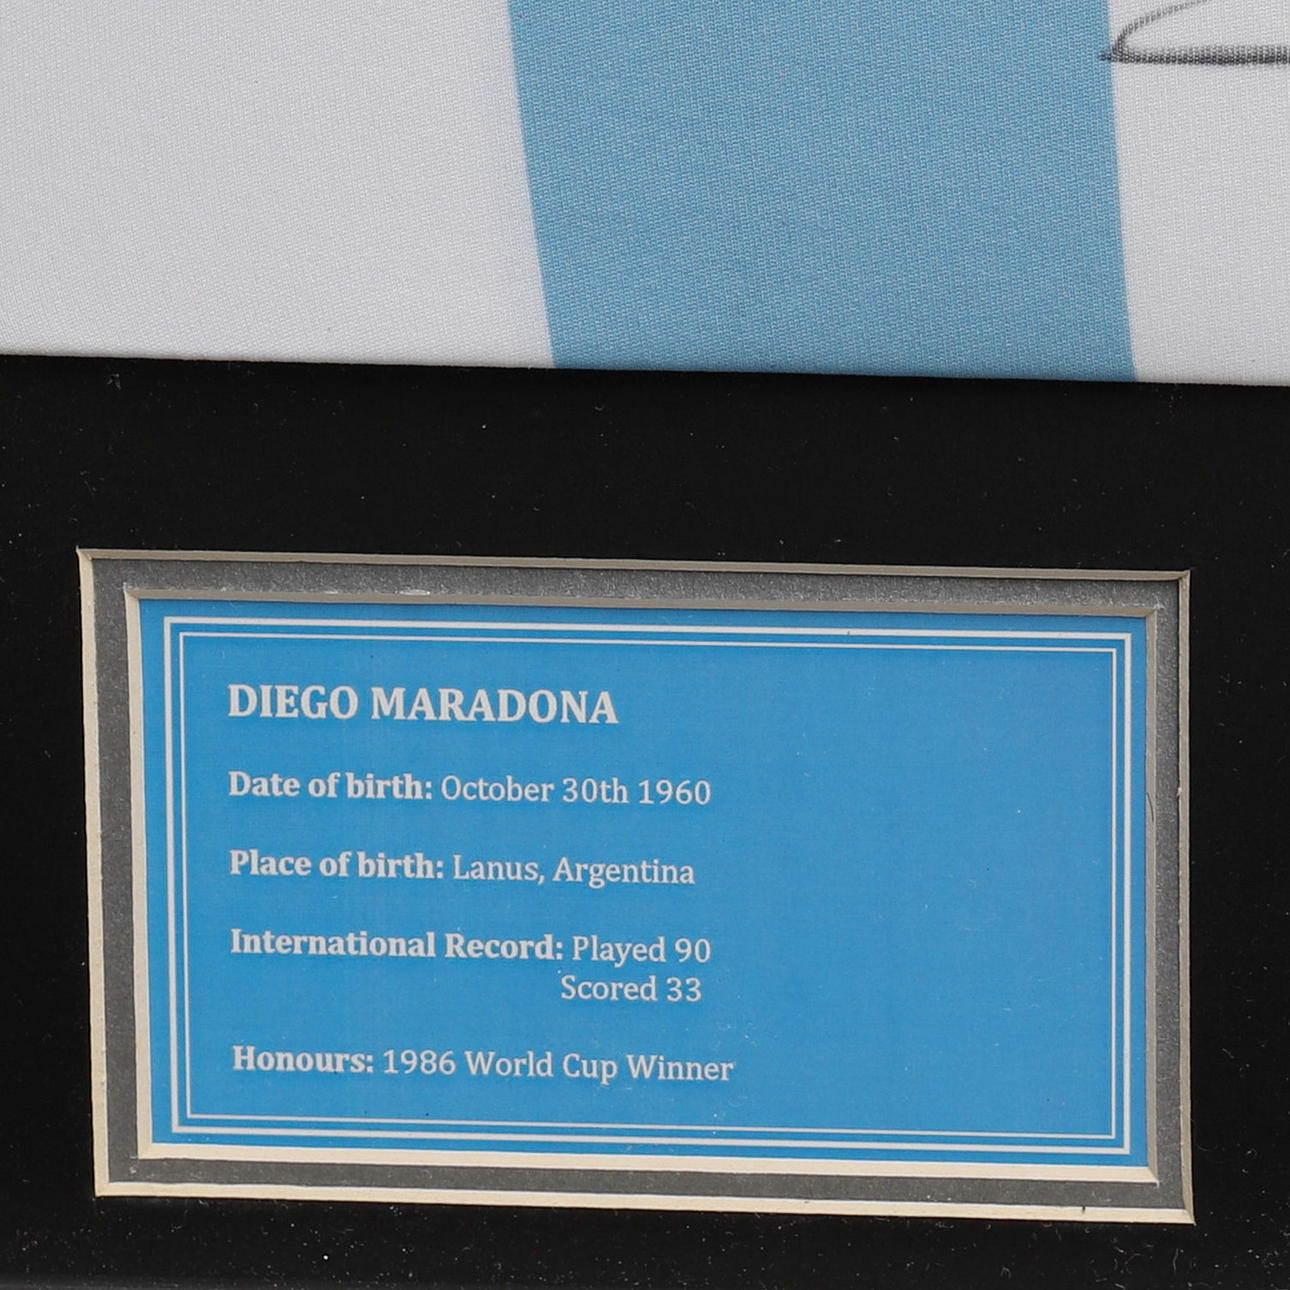 DIEGO MARADONA
Date of birth: October 30th 1960
Place of birth: Lanus, Argentina
International Record: Played 90
Scored 33
Honours: 1986 World Cup Winner